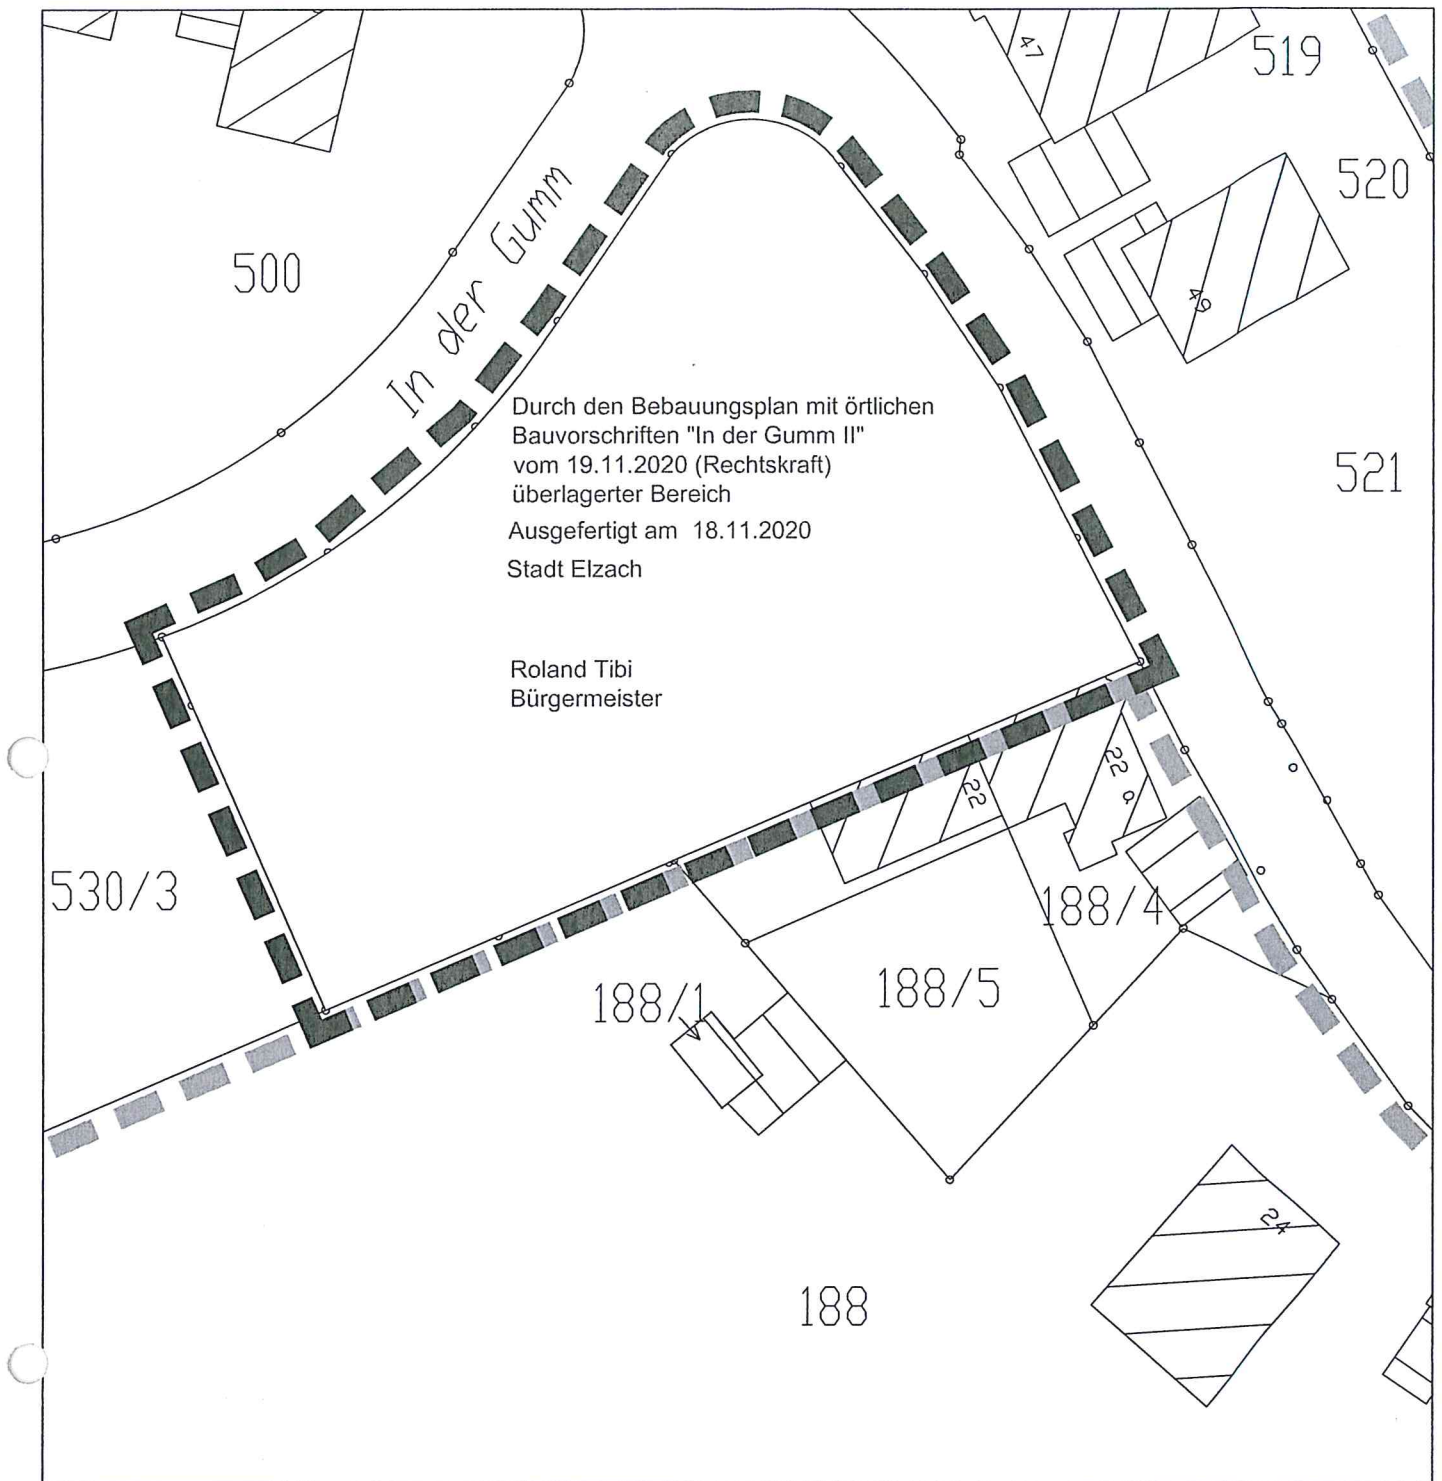 47
519
520
500
In der Gumm
49
Durch den Bebauungsplan mit örtlichen
Bauvorschriften "In der Gumm II"
vom 19.11.2020 (Rechtskraft)
überlagerter Bereich
521
Ausgefertigt am 18.11.2020
Stadt Elzach
Roland Tibi
Bürgermeister
22
22 a
530/3
188/4
188/5
188/1
24
188